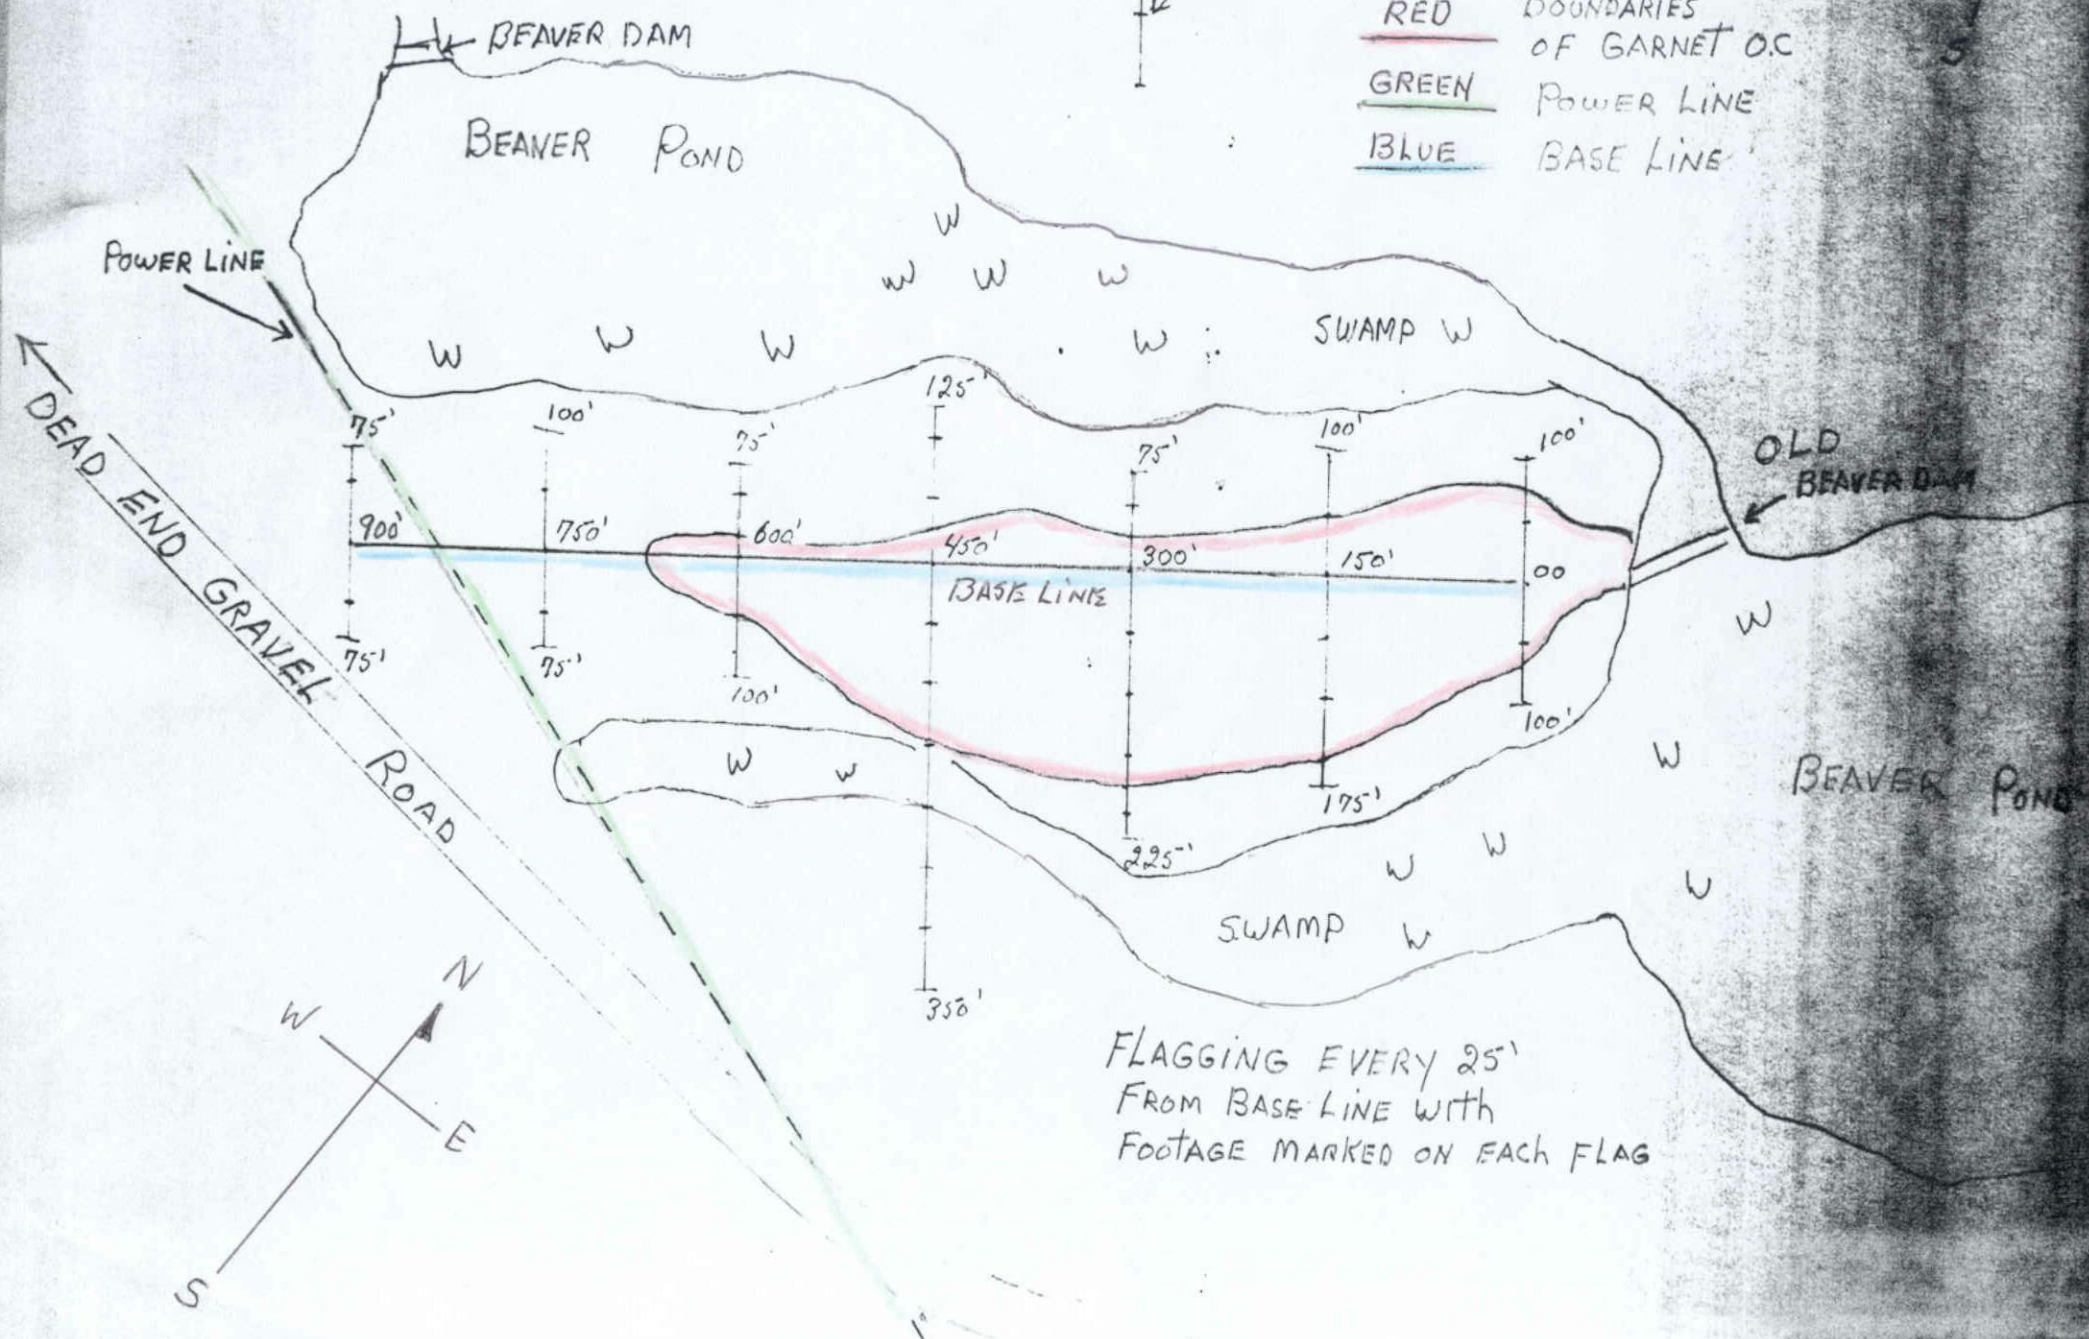 BEAVER DAM
RED BOUNDARIES
OF GARNET O.C
GREEN POWER LINE
BLUE BASE LINE
BEAVER POND
W
W W W
POWER LINE
W W W W SWAMP W
DEAD END GRAVEL ROAD
75' 100' 75' 125' 75' 100' 100'
OLD
BEAVER DAM
900' 750' 600' 450' 300' 150' 00
BASE LINE
W
75' 75' 100' 100'
W W W
175'
BEAVER POND
225'
W W
W
SWAMP W
350'
N
W
E
S
FLAGGING EVERY 25'
FROM BASE LINE WITH
FOOTAGE MARKED ON EACH FLAG